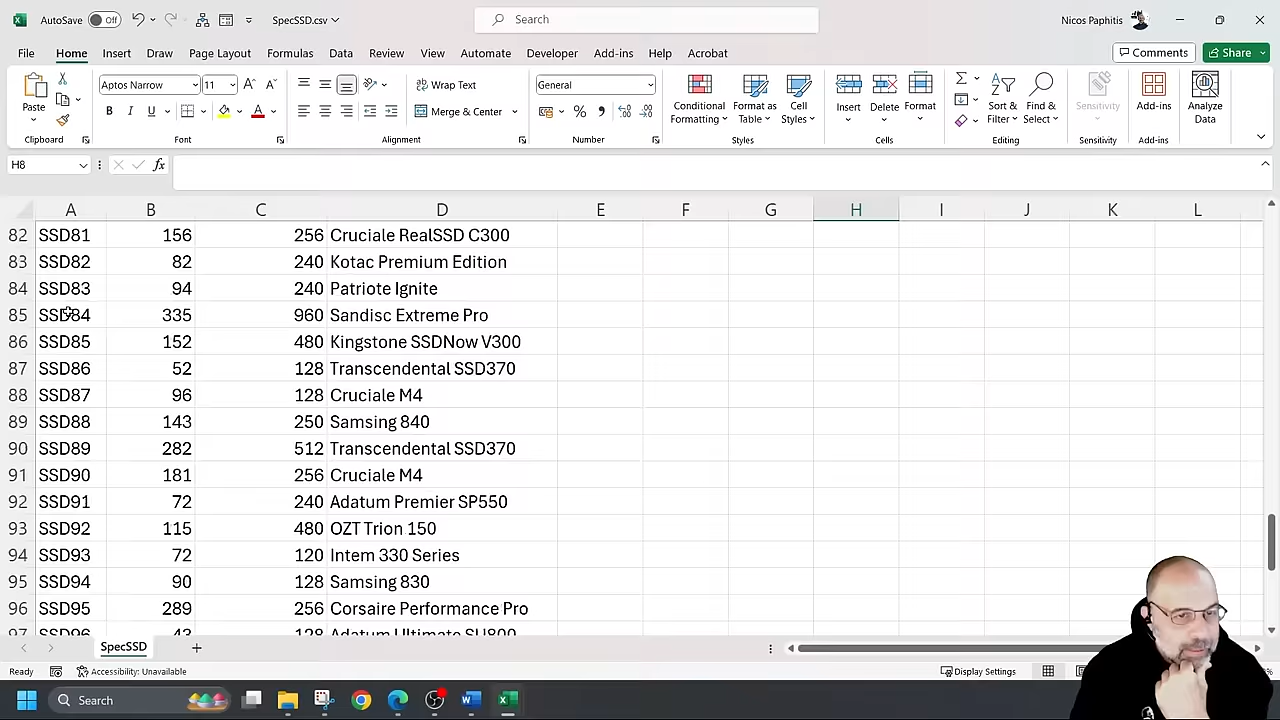 AutoSave Off SpecSSD.csv Search Nicos Paphitis
File Home Insert Draw Page Layout Formulas Data Review View Automate Developer Add-ins Help Acrobat Comments Share
Paste Aptos Narrow 11 Wrap Text General Conditional Formatting Format as Table Cell Styles Insert Delete Format Sort & Filter Find & Select Sensitivity Add-ins Analyze Data
B I U Merge & Center
Clipboard Font Alignment Number Styles Cells Editing Sensitivity Add-ins
H8 fx
A B C D E F G H I J K L
82 SSD81 156 256 Cruciale RealSSD C300
83 SSD82 82 240 Kotac Premium Edition
84 SSD83 94 240 Patriote Ignite
85 SSD84 335 960 Sandisc Extreme Pro
86 SSD85 152 480 Kingstone SSDNow V300
87 SSD86 52 128 Transcendental SSD370
88 SSD87 96 128 Cruciale M4
89 SSD88 143 250 Samsing 840
90 SSD89 282 512 Transcendental SSD370
91 SSD90 181 256 Cruciale M4
92 SSD91 72 240 Adatum Premier SP550
93 SSD92 115 480 OZT Trion 150
94 SSD93 72 120 Intem 330 Series
95 SSD94 90 128 Samsing 830
96 SSD95 289 256 Corsaire Performance Pro
97 SSD96 43 128 Adatum Ultimate SU800
SpecSSD
Ready Accessibility: Unavailable Display Settings
Search